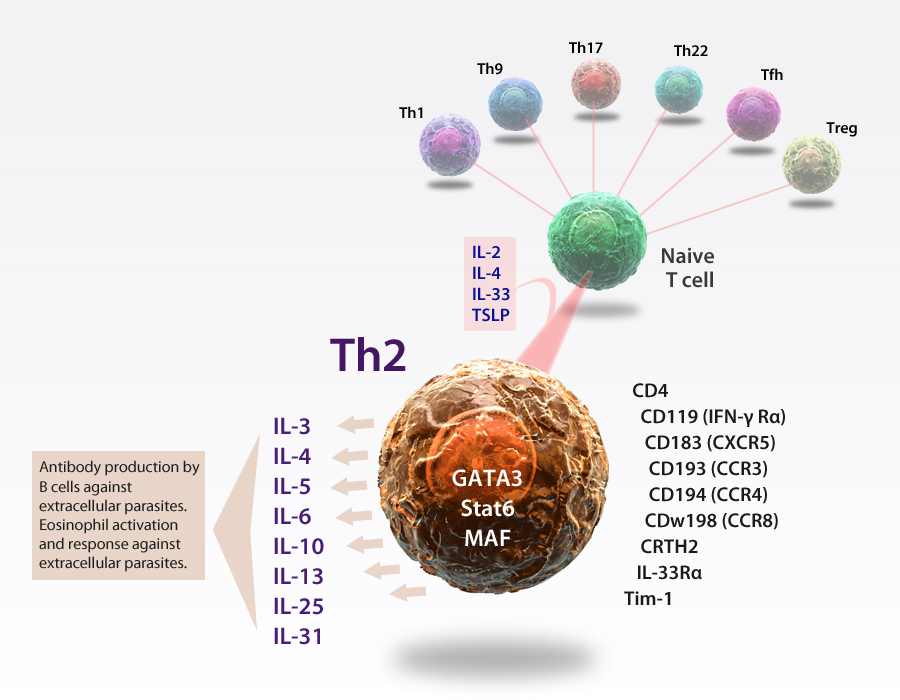 Th17
Th22
Th9
Tfh
Th1
Treg
IL-2
IL-4
IL-33
TSLP
Naive
T cell
Th2
CD4
CD119 (IFN-γ Rα)
CD183 (CXCR5)
CD193 (CCR3)
CD194 (CCR4)
CDw198 (CCR8)
CRTH2
IL-33Rα
Tim-1
IL-3
IL-4
IL-5
IL-6
IL-10
IL-13
IL-25
IL-31
GATA3
Stat6
MAF
Antibody production by
B cells against
extracellular parasites.
Eosinophil activation
and response against
extracellular parasites.